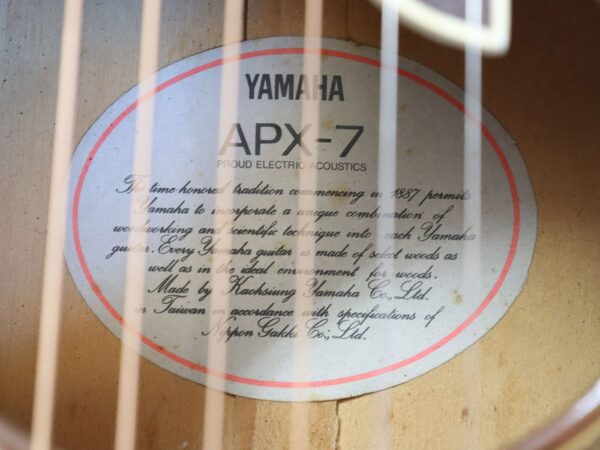 YAMAHA
APX-7
PROUD ELECTRIC ACOUSTICS
The time-honored tradition commencing in 1887 permits
Yamaha to incorporate a unique combination of
woodworking and scientific technique into each Yamaha
guitar. Every Yamaha guitar is made of select woods as
well as in the ideal environment for woods.
Made by Kaohsiung Yamaha Co., Ltd.
in Taiwan in accordance with specifications of
Nippon Gakki Co., Ltd.